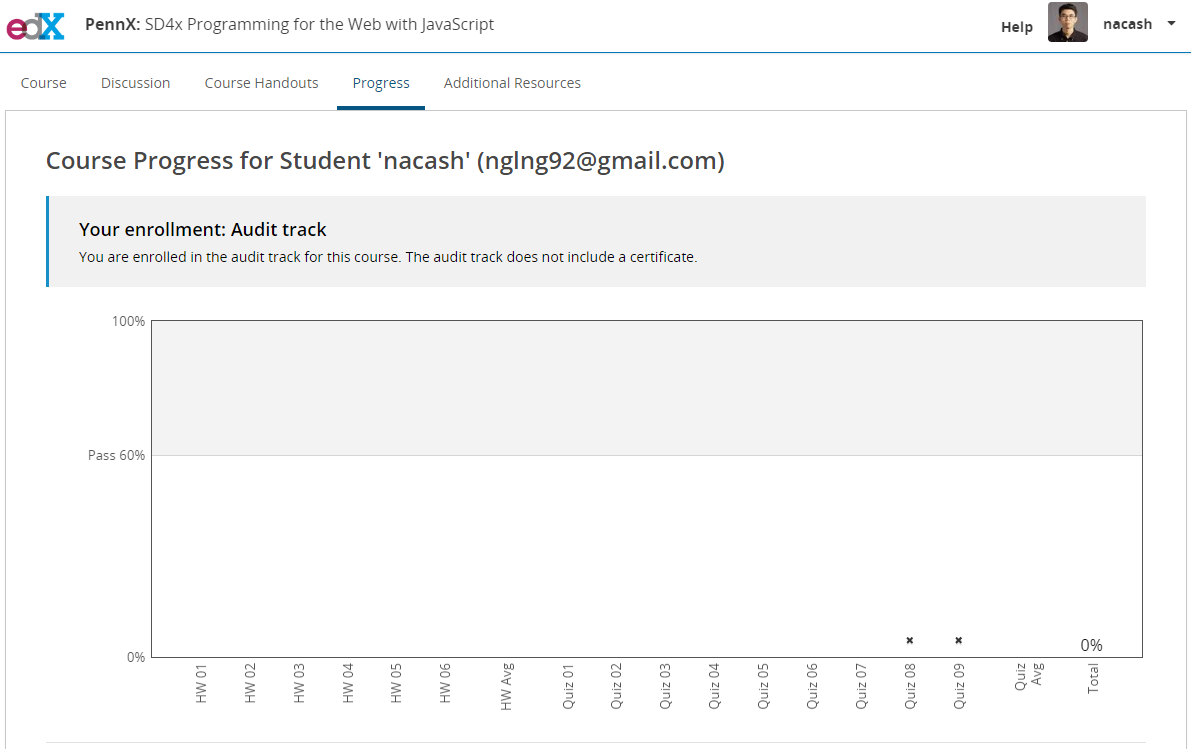 edX PennX: SD4x Programming for the Web with JavaScript Help nacash
Course Discussion Course Handouts Progress Additional Resources
Course Progress for Student 'nacash' (nglng92@gmail.com)
Your enrollment: Audit track
You are enrolled in the audit track for this course. The audit track does not include a certificate.
100%
Pass 60%
0%
0%
HW 01
HW 02
HW 03
HW 04
HW 05
HW 06
HW Avg
Quiz 01
Quiz 02
Quiz 03
Quiz 04
Quiz 05
Quiz 06
Quiz 07
Quiz 08
Quiz 09
Quiz
Avg
Total